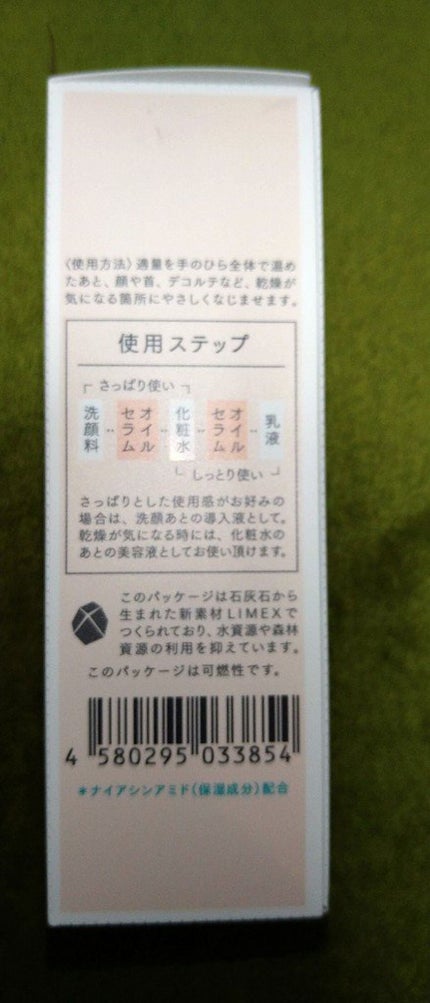 〈使用方法〉適量を手のひら全体で温め
たあと、顔や首、デコルテなど、乾燥が
気になる箇所にやさしくなじませます。
使用ステップ
さっぱり使い
洗顔料
オイル
セラム
化粧水
オイル
セラム
乳液
しっとり使い
さっぱりとした使用感がお好みの
場合は、洗顔あとの導入液として。
乾燥が気になる時には、化粧水の
あとの美容液としてお使い頂けます。
このパッケージは石灰石から
生まれた新素材LIMEXで
つくられており、水資源や森林
資源の利用を抑えています。
このパッケージは可燃性です。
4 580295 033854
*ナイアシンアミド(保湿成分)配合